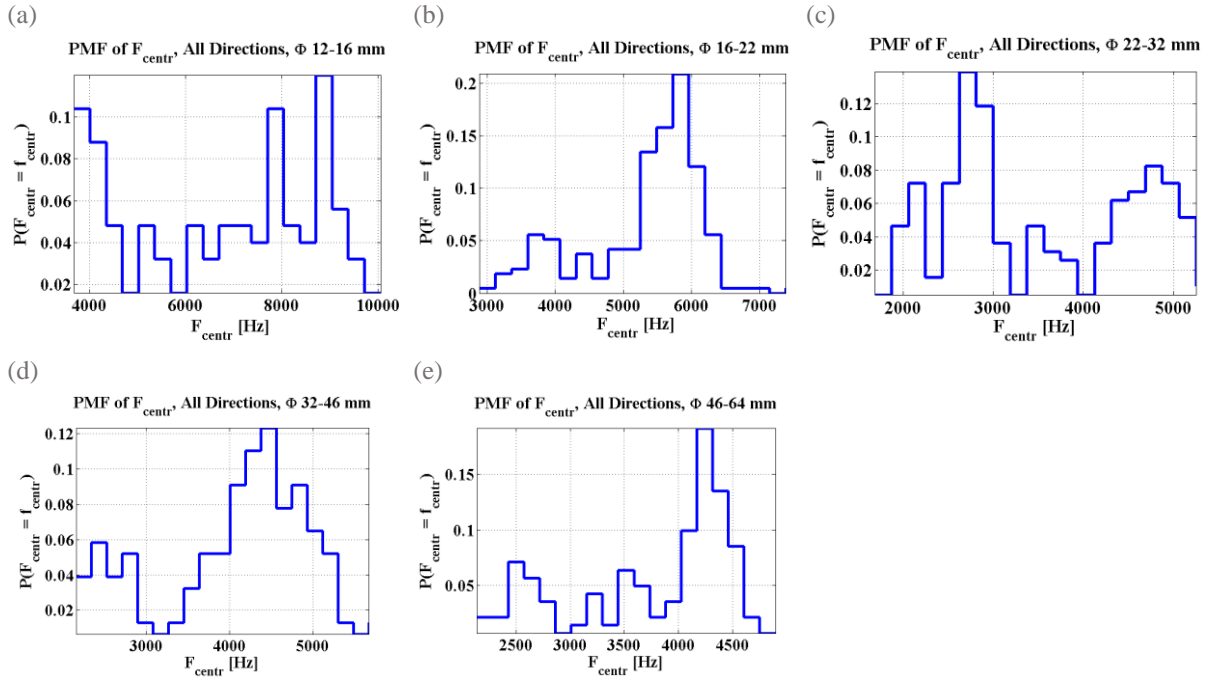 (a)
PMF of F_centr, All Directions, Φ 12-16 mm
P(F_centr = f_centr)
0.1
0.08
0.06
0.04
0.02
4000 6000 8000 10000
F_centr [Hz]
(b)
PMF of F_centr, All Directions, Φ 16-22 mm
P(F_centr = f_centr)
0.2
0.15
0.1
0.05
0
3000 4000 5000 6000 7000
F_centr [Hz]
(c)
PMF of F_centr, All Directions, Φ 22-32 mm
P(F_centr = f_centr)
0.12
0.1
0.08
0.06
0.04
0.02
2000 3000 4000 5000
F_centr [Hz]
(d)
PMF of F_centr, All Directions, Φ 32-46 mm
P(F_centr = f_centr)
0.12
0.1
0.08
0.06
0.04
0.02
3000 4000 5000
F_centr [Hz]
(e)
PMF of F_centr, All Directions, Φ 46-64 mm
P(F_centr = f_centr)
0.15
0.1
0.05
2500 3000 3500 4000 4500
F_centr [Hz]